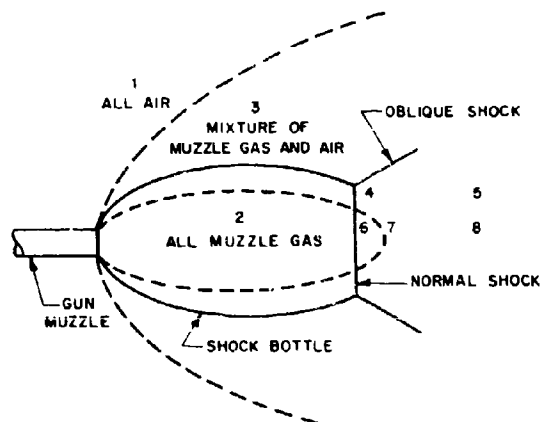 1
ALL AIR
3
MIXTURE OF
MUZZLE GAS AND AIR
OBLIQUE SHOCK
4
5
2
ALL MUZZLE GAS
6
7
8
GUN
MUZZLE
NORMAL SHOCK
SHOCK BOTTLE